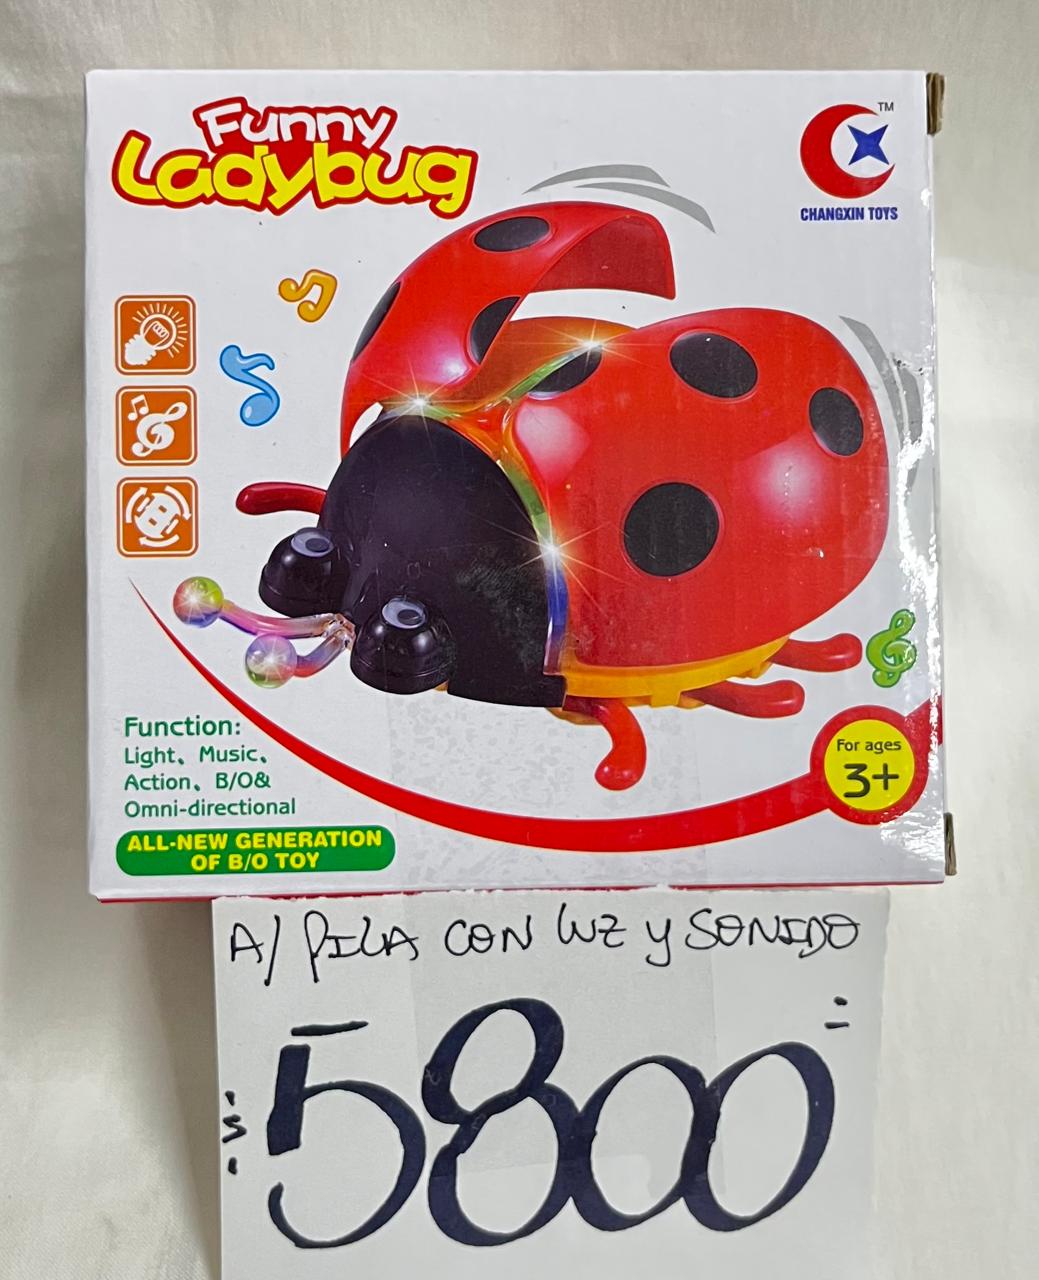 Funny
Ladybug
TM
CHANGXIN TOYS
Function:
Light、Music、
Action、B/O&
Omni-directional
ALL-NEW GENERATION
OF B/O TOY
For ages
3+
A/ PILA CON LUZ y SONIDO
5800